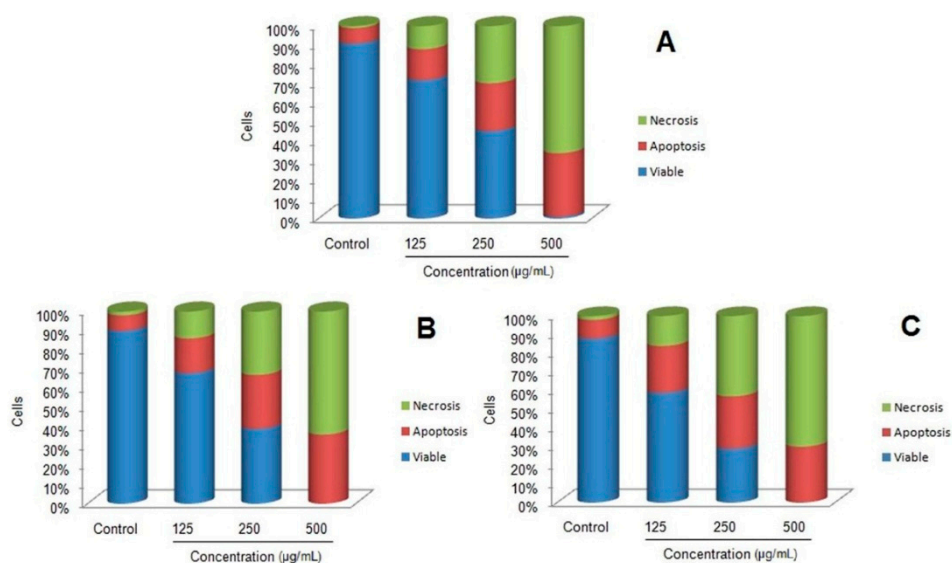 A
100%
90%
80%
70%
60%
50%
40%
30%
20%
10%
0%
Cells
Necrosis
Apoptosis
Viable
Control 125 250 500
Concentration (µg/mL)
B
100%
90%
80%
70%
60%
50%
40%
30%
20%
10%
0%
Cells
Necrosis
Apoptosis
Viable
Control 125 250 500
Concentration (µg/mL)
C
100%
90%
80%
70%
60%
50%
40%
30%
20%
10%
0%
Cells
Necrosis
Apoptosis
Viable
Control 125 250 500
Concentration (µg/mL)